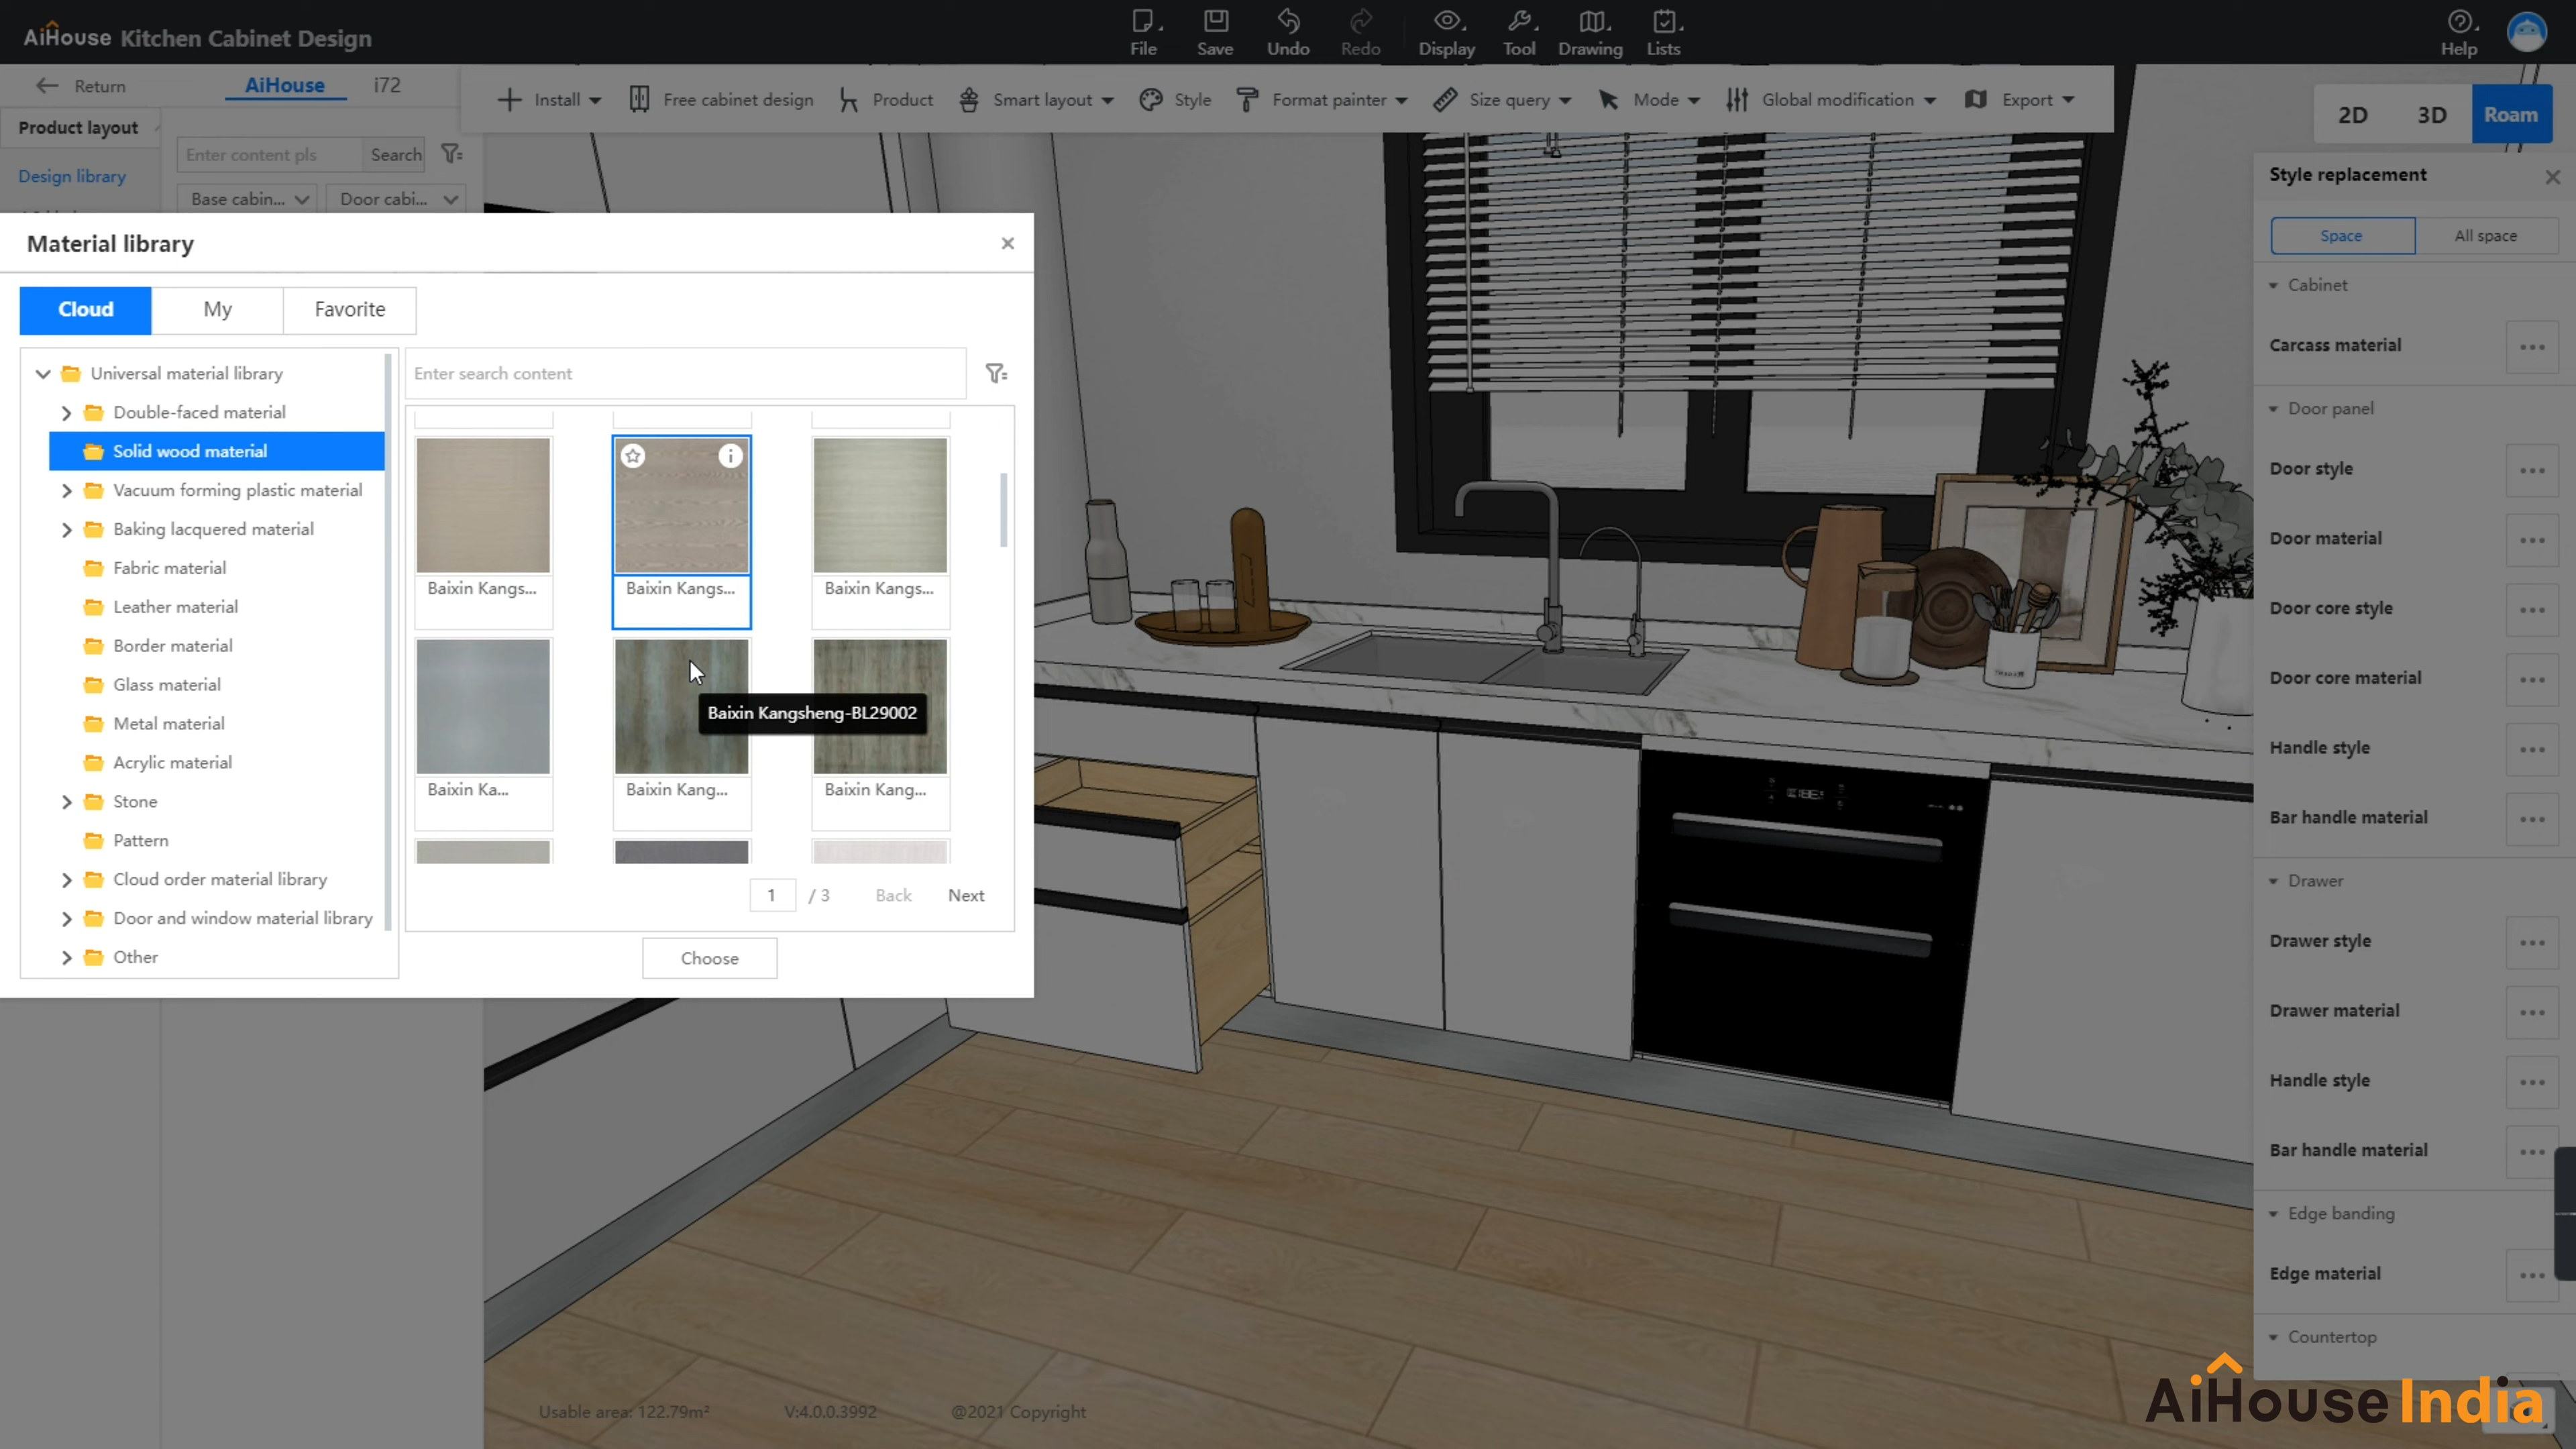 AiHouse Kitchen Cabinet Design
File
Save
Undo
Redo
Display
Tool
Drawing
Lists
Help
Return
AiHouse
i72
Install
Free cabinet design
Product
Smart layout
Style
Format painter
Size query
Mode
Global modification
Export
2D
3D
Roam
Product layout
Design library
Enter content pls
Search
Base cabin...
Door cabi...
Material library
Cloud
My
Favorite
Universal material library
Double-faced material
Solid wood material
Vacuum forming plastic material
Baking lacquered material
Fabric material
Leather material
Border material
Glass material
Metal material
Acrylic material
Stone
Pattern
Cloud order material library
Door and window material library
Other
Enter search content
Baixin Kangs...
Baixin Kangs...
Baixin Kangs...
Baixin Kangsheng-BL29002
Baixin Ka...
Baixin Kang...
Baixin Kang...
1 / 3
Back
Next
Choose
Style replacement
Space
All space
Cabinet
Carcass material
Door panel
Door style
Door material
Door core style
Door core material
Handle style
Bar handle material
Drawer
Drawer style
Drawer material
Handle style
Bar handle material
Edge banding
Edge material
Countertop
Usable area: 122.79m²
V:4.0.0.3992
@2021 Copyright
AiHouse India